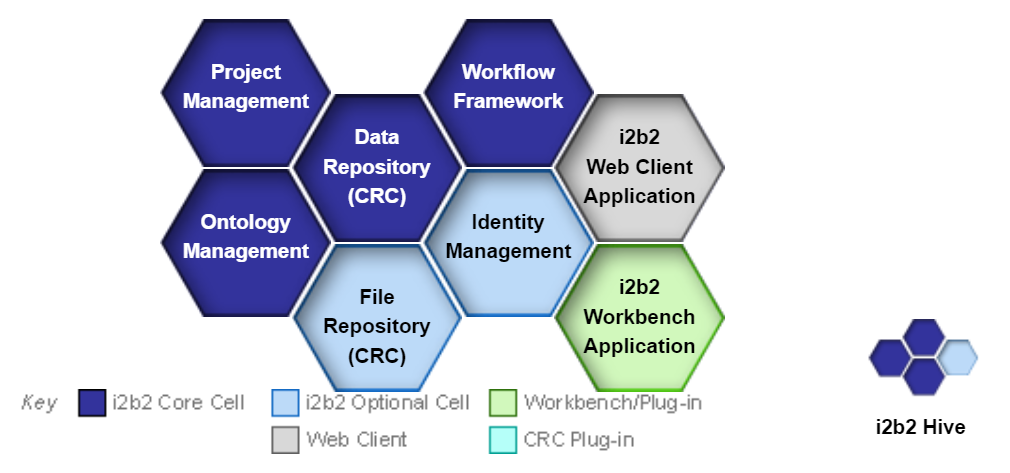 Project
Management
Workflow
Framework
Data
Repository
(CRC)
i2b2
Web Client
Application
Ontology
Management
Identity
Management
File
Repository
(CRC)
i2b2
Workbench
Application
i2b2 Hive
Key
i2b2 Core Cell
i2b2 Optional Cell
Workbench/Plug-in
Web Client
CRC Plug-in